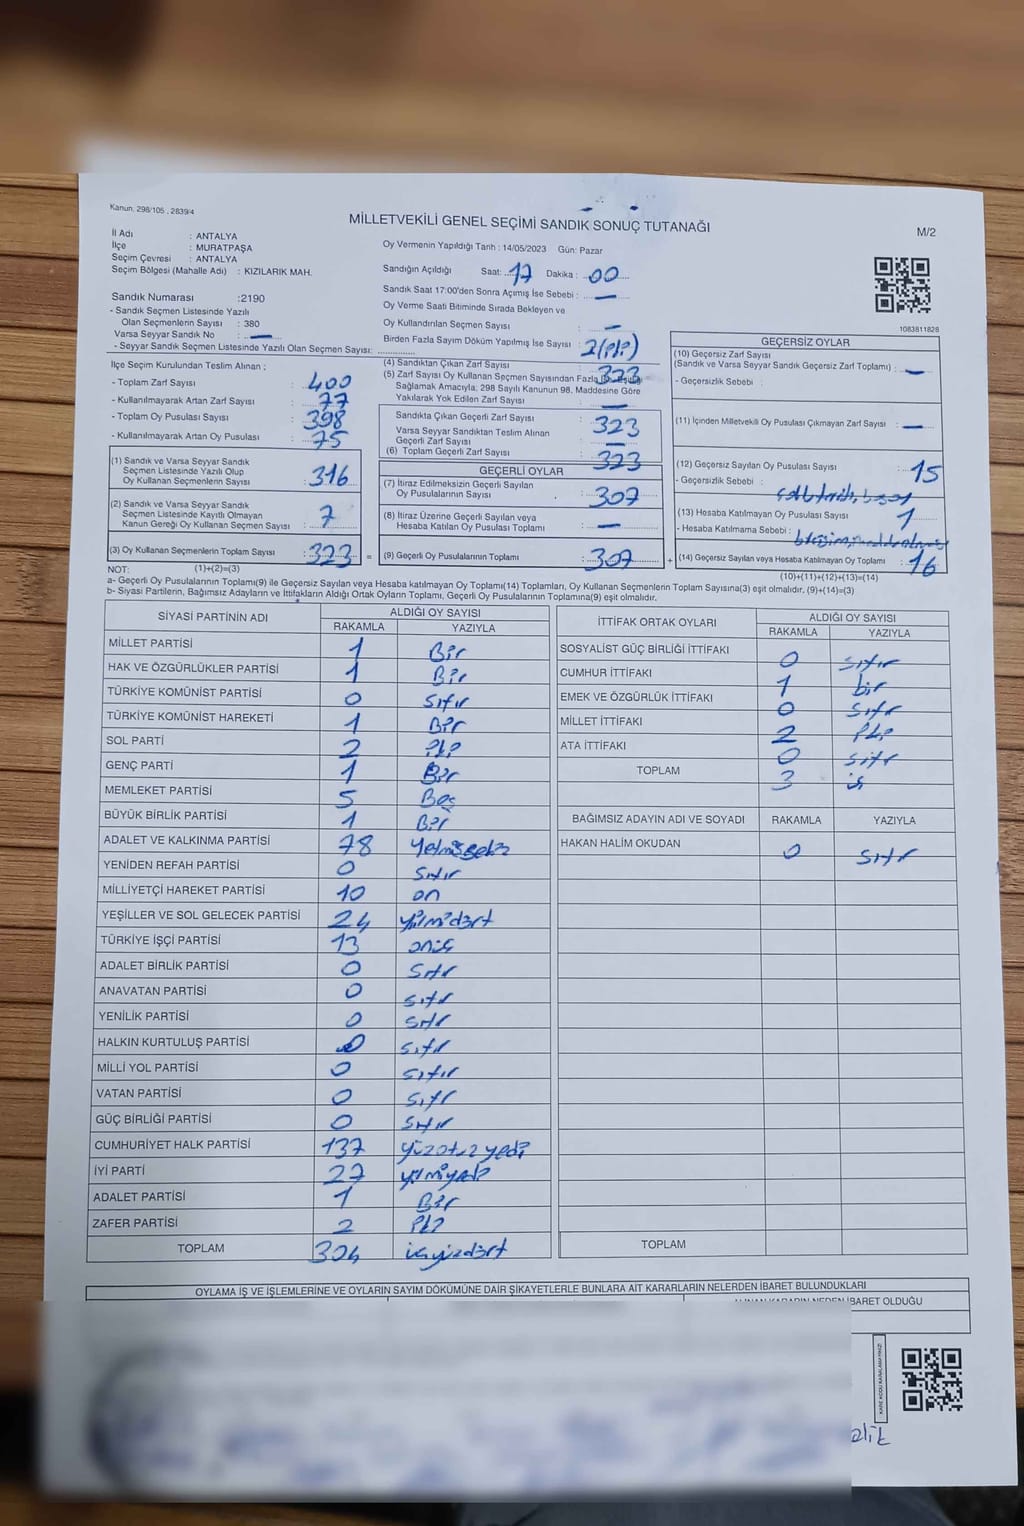 Kanun, 298/105 , 2839/4
MİLLETVEKİLİ GENEL SEÇİMİ SANDIK SONUÇ TUTANAĞI
M/2
İl Adı : ANTALYA
İlçe : MURATPAŞA
Seçim Çevresi : ANTALYA
Seçim Bölgesi (Mahalle Adı) : KIZILARIK MAH.
Sandık Numarası :2190
- Sandık Seçmen Listesinde Yazılı
Olan Seçmenlerin Sayısı : 380
Varsa Seyyar Sandık No : —
- Seyyar Sandık Seçmen Listesinde Yazılı Olan Seçmen Sayısı:
Oy Vermenin Yapıldığı Tarih : 14/05/2023 Gün: Pazar
Sandığın Açıldığı Saat: 17 Dakika : 00
Sandık Saat 17:00'den Sonra Açımış İse Sebebi : —
Oy Verme Saati Bitiminde Sırada Bekleyen ve
Oy Kullandırılan Seçmen Sayısı : —
Birden Fazla Sayım Döküm Yapılmış İse Sayısı : 2(iki)
1083811828
İlçe Seçim Kurulundan Teslim Alınan ;
- Toplam Zarf Sayısı : 400
- Kullanılmayarak Artan Zarf Sayısı : 77
- Toplam Oy Pusulası Sayısı : 398
- Kullanılmayarak Artan Oy Pusulası : 75
(1) Sandık ve Varsa Seyyar Sandık
Seçmen Listesinde Yazılı Olup
Oy Kullanan Seçmenlerin Sayısı : 316
(2) Sandık ve Varsa Seyyar Sandık
Seçmen Listesinde Kayıtlı Olmayan
Kanun Gereği Oy Kullanan Seçmen Sayısı : 7
(3) Oy Kullanan Seçmenlerin Toplam Sayısı : 323 =
(4) Sandıktan Çıkan Zarf Sayısı : 323
(5) Zarf Sayısı Oy Kullanan Seçmen Sayısından Fazla İse Eşitliği
Sağlamak Amacıyla, 298 Sayılı Kanunun 98. Maddesine Göre
Yakılarak Yok Edilen Zarf Sayısı : —
Sandıkta Çıkan Geçerli Zarf Sayısı : 323
Varsa Seyyar Sandıktan Teslim Alınan
Geçerli Zarf Sayısı : —
(6) Toplam Geçerli Zarf Sayısı : 323
GEÇERLİ OYLAR
(7) İtiraz Edilmeksizin Geçerli Sayılan
Oy Pusulalarının Sayısı : 307
(8) İtiraz Üzerine Geçerli Sayılan veya
Hesaba Katılan Oy Pusulası Toplamı : —
(9) Geçerli Oy Pusulalarının Toplamı : 307 +
GEÇERSİZ OYLAR
(10) Geçersiz Zarf Sayısı
(Sandık ve Varsa Seyyar Sandık Geçersiz Zarf Toplamı) : —
- Geçersizlik Sebebi :
(11) İçinden Milletvekili Oy Pusulası Çıkmayan Zarf Sayısı : —
(12) Geçersiz Sayılan Oy Pusulası Sayısı : 15
- Geçersizlik Sebebi :
(13) Hesaba Katılmayan Oy Pusulası Sayısı : 1
- Hesaba Katılmama Sebebi :
(14) Geçersiz Sayılan veya Hesaba Katılmayan Oy Toplamı : 16
NOT: (1)+(2)=(3)
(10)+(11)+(12)+(13)=(14)
a- Geçerli Oy Pusulalarının Toplamı(9) ile Geçersiz Sayılan veya Hesaba katılmayan Oy Toplamı(14) Toplamları, Oy Kullanan Seçmenlerin Toplam Sayısına(3) eşit olmalıdır. (9)+(14)=(3)
b- Siyasi Partilerin, Bağımsız Adayların ve İttifakların Aldığı Ortak Oyların Toplamı, Geçerli Oy Pusulalarının Toplamına(9) eşit olmalıdır.
SİYASİ PARTİNİN ADI ALDIĞI OY SAYISI
RAKAMLA YAZIYLA
MİLLET PARTİSİ 1 Bir
HAK VE ÖZGÜRLÜKLER PARTİSİ 1 Bir
TÜRKİYE KOMÜNİST PARTİSİ 0 Sıfır
TÜRKİYE KOMÜNİST HAREKETİ 1 Bir
SOL PARTİ 2 iki
GENÇ PARTİ 1 Bir
MEMLEKET PARTİSİ 5 Beş
BÜYÜK BİRLİK PARTİSİ 1 Bir
ADALET VE KALKINMA PARTİSİ 78 Yetmişsekiz
YENİDEN REFAH PARTİSİ 0 Sıfır
MİLLİYETÇİ HAREKET PARTİSİ 10 on
YEŞİLLER VE SOL GELECEK PARTİSİ 24 yirmidört
TÜRKİYE İŞÇİ PARTİSİ 13 onüç
ADALET BİRLİK PARTİSİ 0 Sıfır
ANAVATAN PARTİSİ 0 Sıfır
YENİLİK PARTİSİ 0 Sıfır
HALKIN KURTULUŞ PARTİSİ 0 Sıfır
MİLLİ YOL PARTİSİ 0 Sıfır
VATAN PARTİSİ 0 Sıfır
GÜÇ BİRLİĞİ PARTİSİ 0 Sıfır
CUMHURİYET HALK PARTİSİ 137 yüzotuzyedi
İYİ PARTİ 27 yirmiyedi
ADALET PARTİSİ 1 Bir
ZAFER PARTİSİ 2 iki
TOPLAM 304 üçyüzdört
İTTİFAK ORTAK OYLARI ALDIĞI OY SAYISI
RAKAMLA YAZIYLA
SOSYALİST GÜÇ BİRLİĞİ İTTİFAKI 0 Sıfır
CUMHUR İTTİFAKI 1 bir
EMEK VE ÖZGÜRLÜK İTTİFAKI 0 Sıfır
MİLLET İTTİFAKI 2 iki
ATA İTTİFAKI 0 Sıfır
TOPLAM 3 üç
BAĞIMSIZ ADAYIN ADI VE SOYADI RAKAMLA YAZIYLA
HAKAN HALİM OKUDAN 0 Sıfır
TOPLAM
OYLAMA İŞ VE İŞLEMLERİNE VE OYLARIN SAYIM DÖKÜMÜNE DAİR ŞİKAYETLERLE BUNLARA AİT KARARLARIN NELERDEN İBARET BULUNDUKLARI
ALINAN KARARIN NEDEN İBARET OLDUĞU